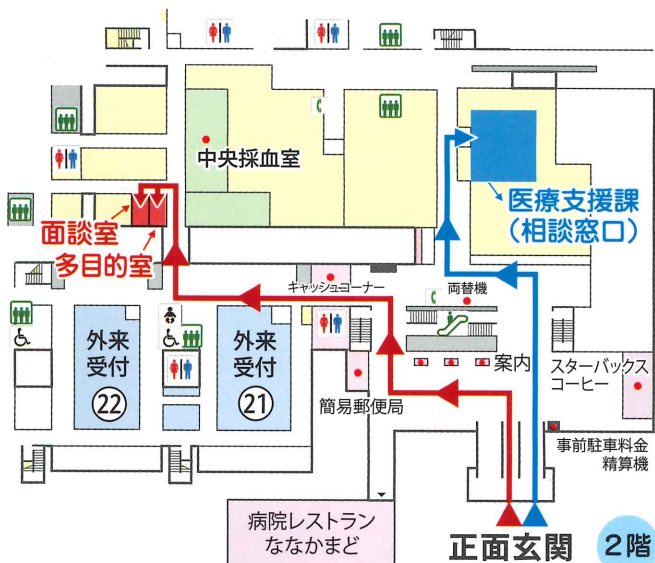 中央採血室
医療支援課
(相談窓口)
面談室
多目的室
キャッシュコーナー
両替機
外来
受付
22
外来
受付
21
案内
スターバックス
コーヒー
簡易郵便局
事前駐車料金
精算機
病院レストラン
ななかまど
正面玄関
2階